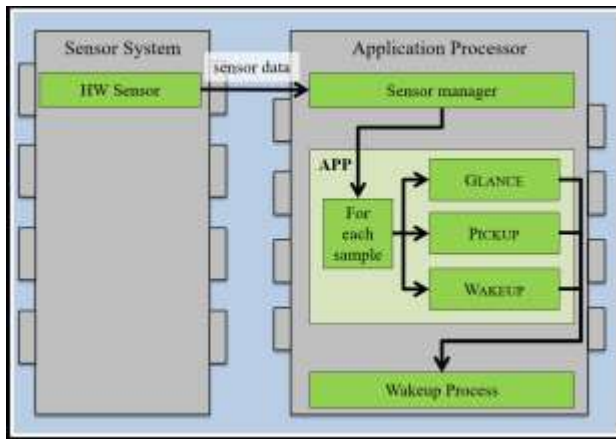 Sensor System
Application Processor
sensor data
HW Sensor
Sensor manager
APP
GLANCE
For
each
sample
PICKUP
WAKEUP
Wakeup Process